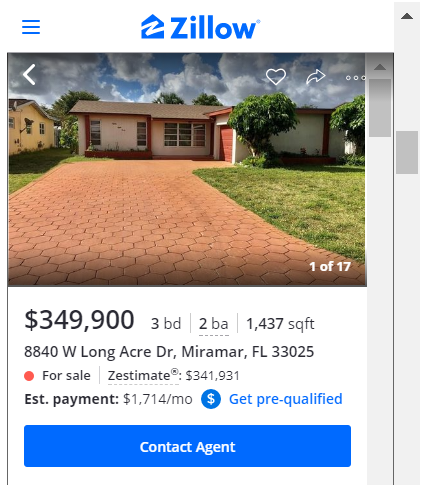 Zillow
1 of 17
$349,900 3 bd 2 ba 1,437 sqft
8840 W Long Acre Dr, Miramar, FL 33025
For sale Zestimate®: $341,931
Est. payment: $1,714/mo $ Get pre-qualified
Contact Agent